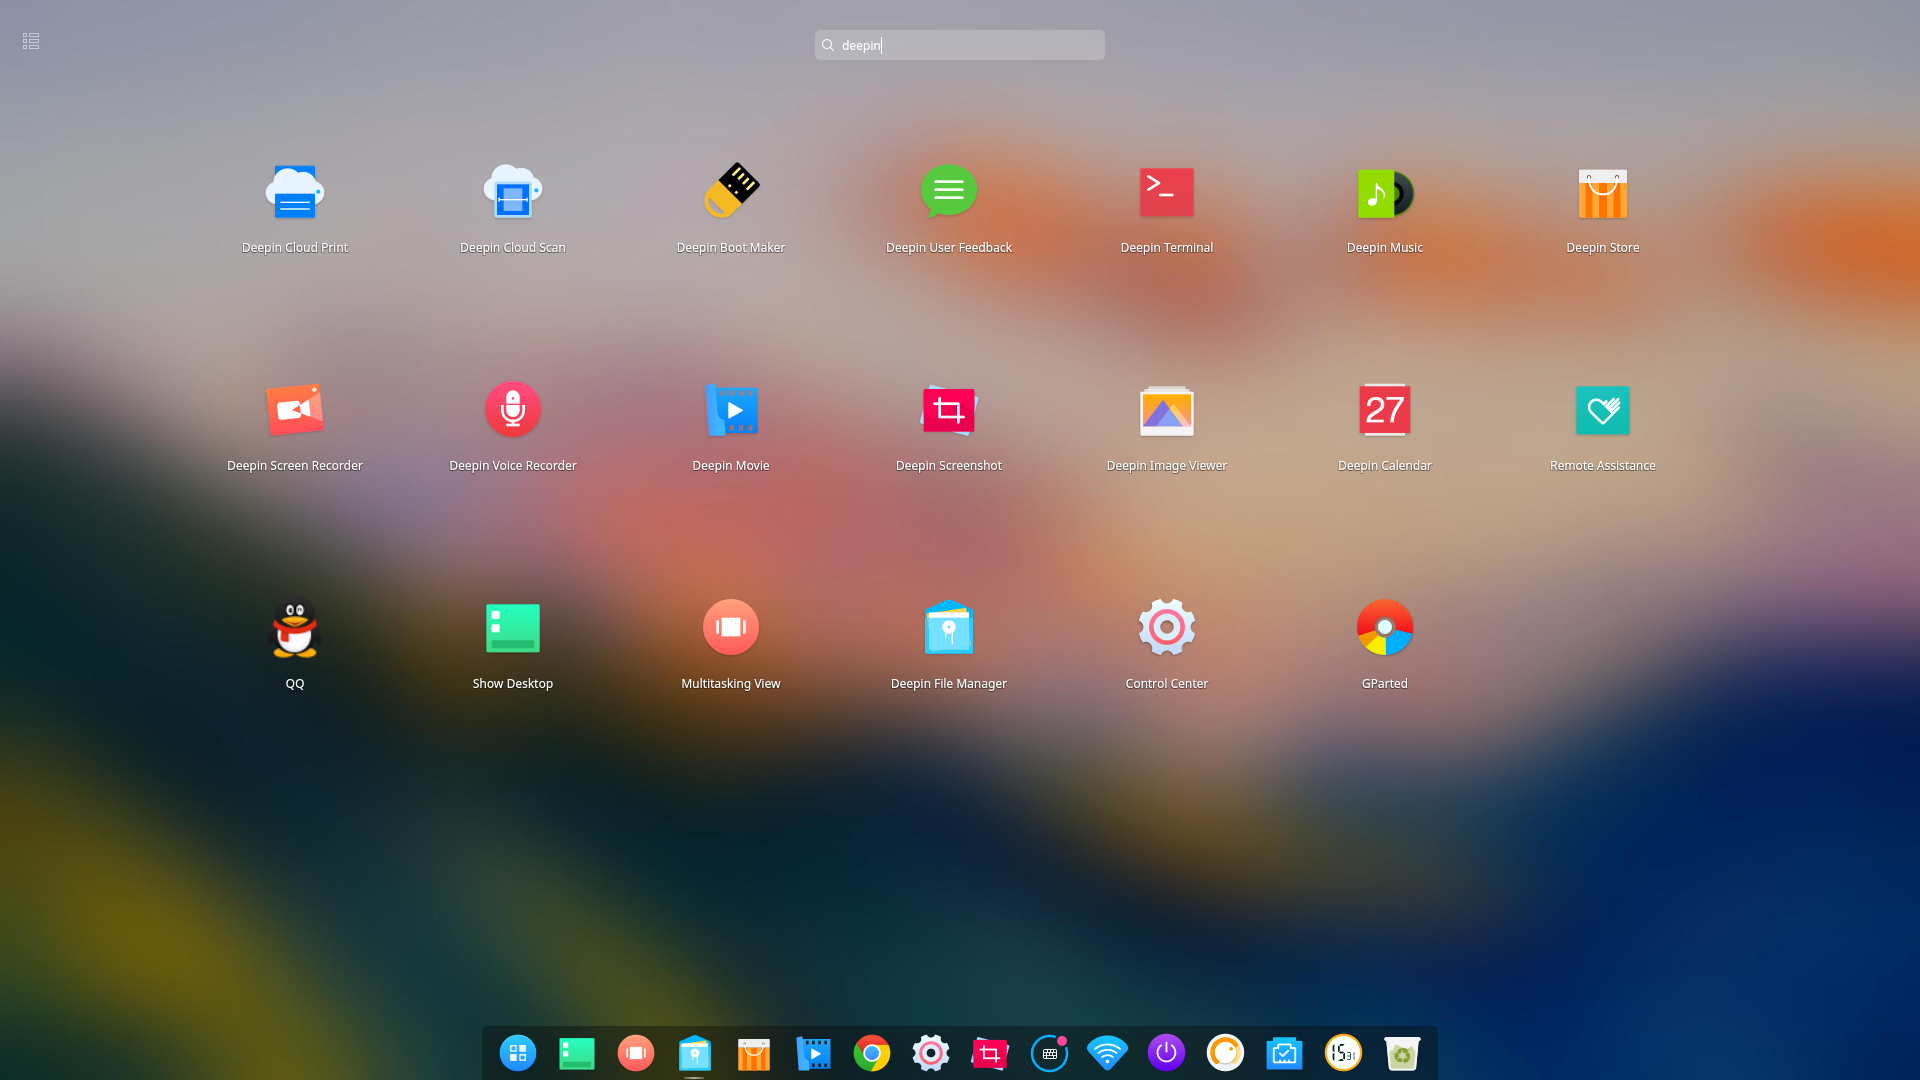 deepin
Deepin Cloud Print
Deepin Cloud Scan
Deepin Boot Maker
Deepin User Feedback
Deepin Terminal
Deepin Music
Deepin Store
27
Deepin Screen Recorder
Deepin Voice Recorder
Deepin Movie
Deepin Screenshot
Deepin Image Viewer
Deepin Calendar
Remote Assistance
QQ
Show Desktop
Multitasking View
Deepin File Manager
Control Center
GParted
15 31